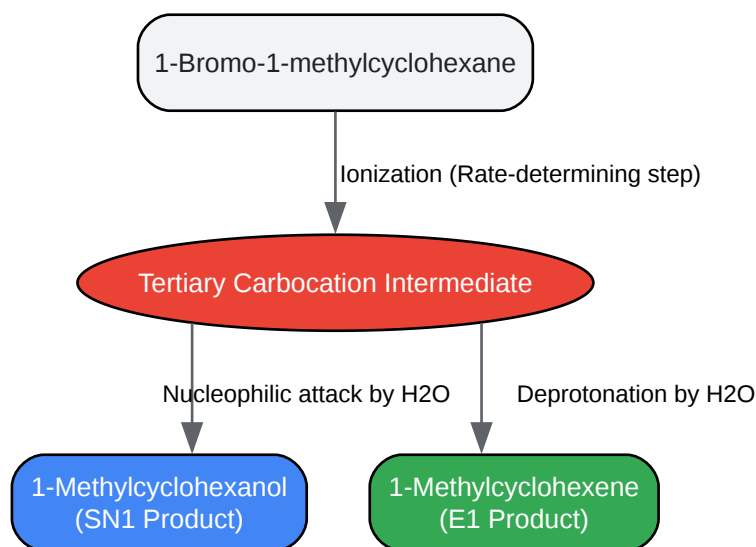 1-Bromo-1-methylcyclohexane
Ionization (Rate-determining step)
Tertiary Carbocation Intermediate
Nucleophilic attack by H2O
Deprotonation by H2O
1-Methylcyclohexanol
(SN1 Product)
1-Methylcyclohexene
(E1 Product)